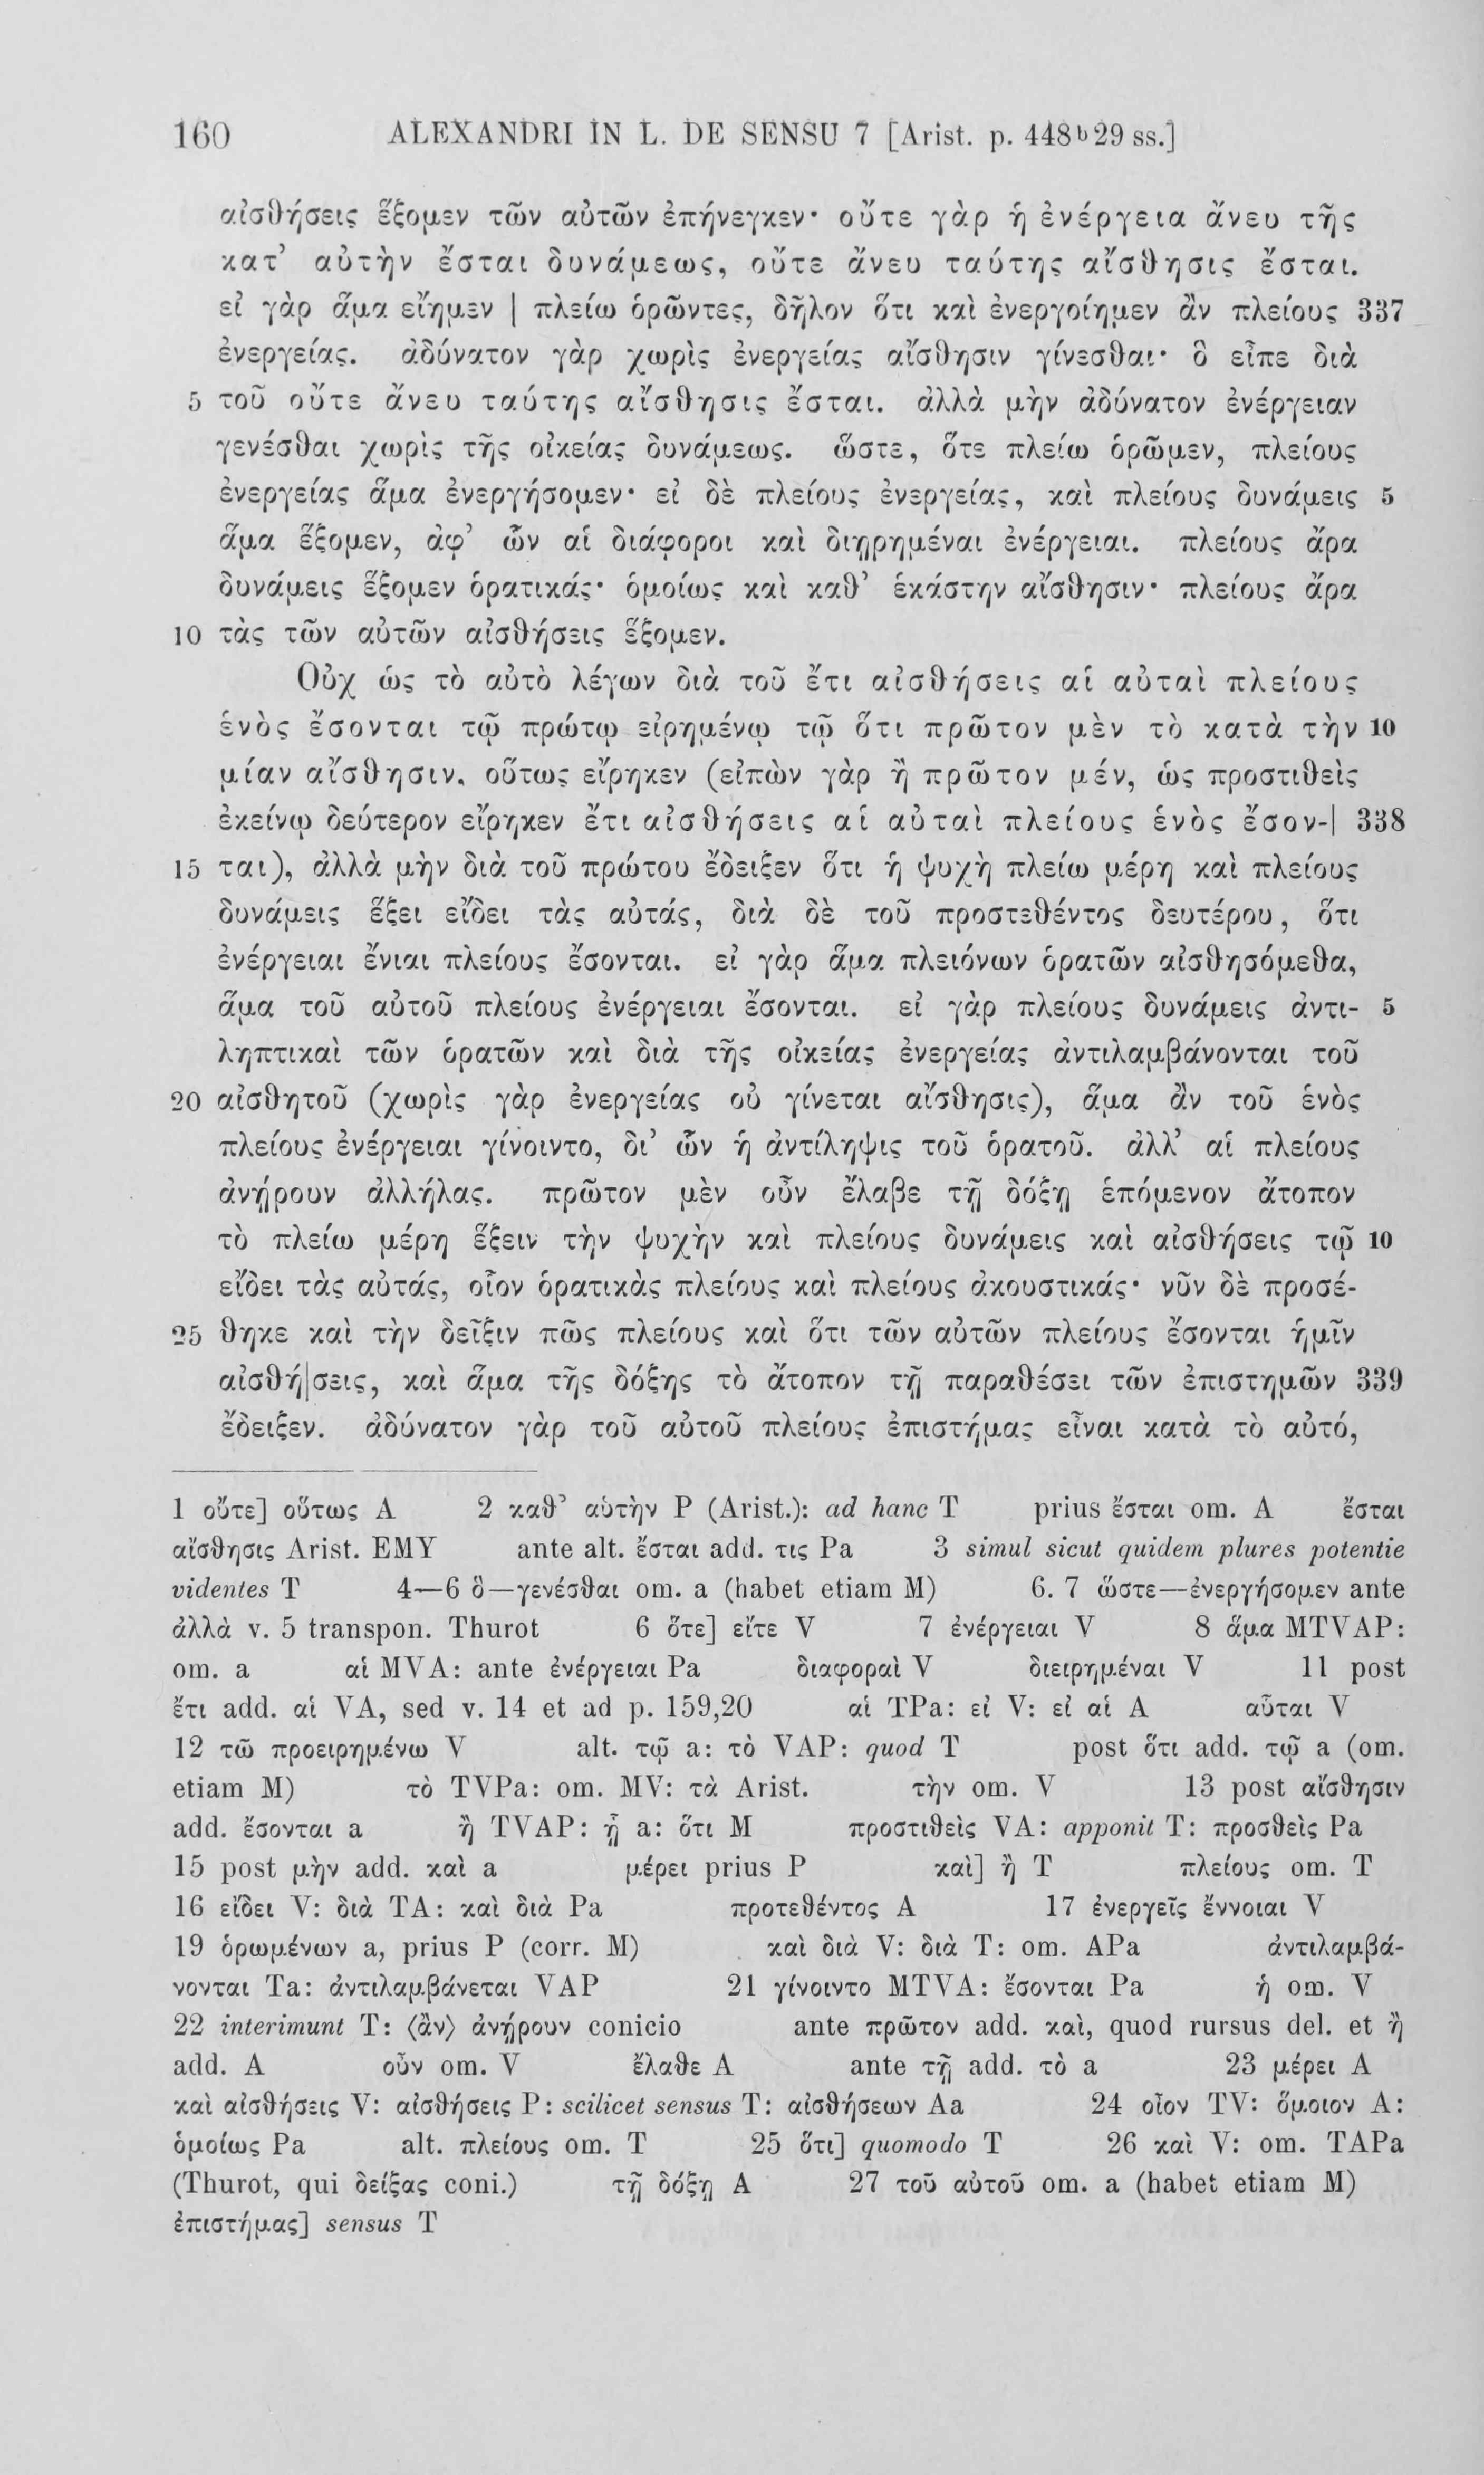 160 ALEXANDRI IN L. DE SENSU 7 [Arist. p. 448ᵇ29 ss.]
αἰσθήσεις ἕξομεν τῶν αὐτῶν ἐπήνεγκεν· οὔτε γὰρ ἡ ἐνέργεια ἄνευ τῆς
κατ’ αὐτὴν ἔσται δυνάμεως, οὔτε ἄνευ ταύτης αἴσθησις ἔσται.
εἰ γὰρ ἅμα εἴημεν | πλείω ὁρῶντες, δῆλον ὅτι καὶ ἐνεργοίημεν ἂν πλείους 337
ἐνεργείας. ἀδύνατον γὰρ χωρὶς ἐνεργείας αἴσθησιν γίνεσθαι· ὃ εἶπε διὰ
5 τοῦ οὔτε ἄνευ ταύτης αἴσθησις ἔσται. ἀλλὰ μὴν ἀδύνατον ἐνέργειαν
γενέσθαι χωρὶς τῆς οἰκείας δυνάμεως. ὥστε, ὅτε πλείω ὁρῶμεν, πλείους
ἐνεργείας ἅμα ἐνεργήσομεν· εἰ δὲ πλείους ἐνεργείας, καὶ πλείους δυνάμεις 5
ἅμα ἕξομεν, ἀφ’ ὧν αἱ διάφοροι καὶ διῃρημέναι ἐνέργειαι. πλείους ἄρα
δυνάμεις ἕξομεν ὁρατικάς· ὁμοίως καὶ καθ’ ἑκάστην αἴσθησιν· πλείους ἄρα
10 τὰς τῶν αὐτῶν αἰσθήσεις ἕξομεν.
Οὐχ ὡς τὸ αὐτὸ λέγων διὰ τοῦ ἔτι αἰσθήσεις αἱ αὐταὶ πλείους
ἑνὸς ἔσονται τῷ πρώτῳ εἰρημένῳ τῷ ὅτι πρῶτον μὲν τὸ κατὰ τὴν 10
μίαν αἴσθησιν, οὕτως εἴρηκεν (εἰπὼν γὰρ ἢ πρῶτον μέν, ὡς προστιθεὶς
ἐκείνῳ δεύτερον εἴρηκεν ἔτι αἰσθήσεις αἱ αὐταὶ πλείους ἑνὸς ἔσον-| 338
15 ται), ἀλλὰ μὴν διὰ τοῦ πρώτου ἔδειξεν ὅτι ἡ ψυχὴ πλείω μέρη καὶ πλείους
δυνάμεις ἕξει εἴδει τὰς αὐτάς, διὰ δὲ τοῦ προστεθέντος δευτέρου, ὅτι
ἐνέργειαι ἔνιαι πλείους ἔσονται. εἰ γὰρ ἅμα πλειόνων ὁρατῶν αἰσθησόμεθα,
ἅμα τοῦ αὐτοῦ πλείους ἐνέργειαι ἔσονται. εἰ γὰρ πλείους δυνάμεις ἀντι- 5
ληπτικαὶ τῶν ὁρατῶν καὶ διὰ τῆς οἰκείας ἐνεργείας ἀντιλαμβάνονται τοῦ
20 αἰσθητοῦ (χωρὶς γὰρ ἐνεργείας οὐ γίνεται αἴσθησις), ἅμα ἂν τοῦ ἑνὸς
πλείους ἐνέργειαι γίνοιντο, δι’ ὧν ἡ ἀντίληψις τοῦ ὁρατοῦ. ἀλλ’ αἱ πλείους
ἀνῄρουν ἀλλήλας. πρῶτον μὲν οὖν ἔλαβε τῇ δόξῃ ἑπόμενον ἄτοπον
τὸ πλείω μέρη ἕξειν τὴν ψυχὴν καὶ πλείους δυνάμεις καὶ αἰσθήσεις τῷ 10
εἴδει τὰς αὐτάς, οἷον ὁρατικὰς πλείους καὶ πλείους ἀκουστικάς· νῦν δὲ προσέ-
25 θηκε καὶ τὴν δεῖξιν πῶς πλείους καὶ ὅτι τῶν αὐτῶν πλείους ἔσονται ἡμῖν
αἰσθή|σεις, καὶ ἅμα τῆς δόξης τὸ ἄτοπον τῇ παραθέσει τῶν ἐπιστημῶν 339
ἔδειξεν. ἀδύνατον γὰρ τοῦ αὐτοῦ πλείους ἐπιστήμας εἶναι κατὰ τὸ αὐτό,
1 οὔτε] οὕτως A 2 καθ’ αὑτὴν P (Arist.): ad hanc T prius ἔσται om. A ἔσται
αἴσθησις Arist. EMY ante alt. ἔσται add. τις Pa 3 simul sicut quidem plures potentie
videntes T 4—6 ὃ—γενέσθαι om. a (habet etiam M) 6. 7 ὥστε—ἐνεργήσομεν ante
ἀλλὰ v. 5 transpon. Thurot 6 ὅτε] εἴτε V 7 ἐνέργειαι V 8 ἅμα MTVAP:
om. a αἱ MVA: ante ἐνέργειαι Pa διαφοραὶ V διειρημέναι V 11 post
ἔτι add. αἱ VA, sed v. 14 et ad p. 159,20 αἱ TPa: εἰ V: εἰ αἱ A αὗται V
12 τῶ προειρημένω V alt. τῷ a: τὸ VAP: quod T post ὅτι add. τῷ a (om.
etiam M) τὸ TVPa: om. MV: τὰ Arist. τὴν om. V 13 post αἴσθησιν
add. ἔσονται a ἢ TVAP: ᾗ a: ὅτι M προστιθεὶς VA: apponit T: προσθεὶς Pa
15 post μὴν add. καὶ a μέρει prius P καὶ] ἢ T πλείους om. T
16 εἴδει V: διὰ TA: καὶ διὰ Pa προτεθέντος A 17 ἐνεργεῖς ἔννοιαι V
19 ὁρωμένων a, prius P (corr. M) καὶ διὰ V: διὰ T: om. APa ἀντιλαμβά-
νονται Ta: ἀντιλαμβάνεται VAP 21 γίνοιντο MTVA: ἔσονται Pa ἡ om. V
22 interimunt T: ⟨ἂν⟩ ἀνῄρουν conicio ante πρῶτον add. καὶ, quod rursus del. et ἢ
add. A οὖν om. V ἔλαθε A ante τῇ add. τὸ a 23 μέρει A
καὶ αἰσθήσεις V: αἰσθήσεις P: scilicet sensus T: αἰσθήσεων Aa 24 οἷον TV: ὅμοιον A:
ὁμοίως Pa alt. πλείους om. T 25 ὅτι] quomodo T 26 καὶ V: om. TAPa
(Thurot, qui δείξας coni.) τῇ δόξῃ A 27 τοῦ αὐτοῦ om. a (habet etiam M)
ἐπιστήμας] sensus T